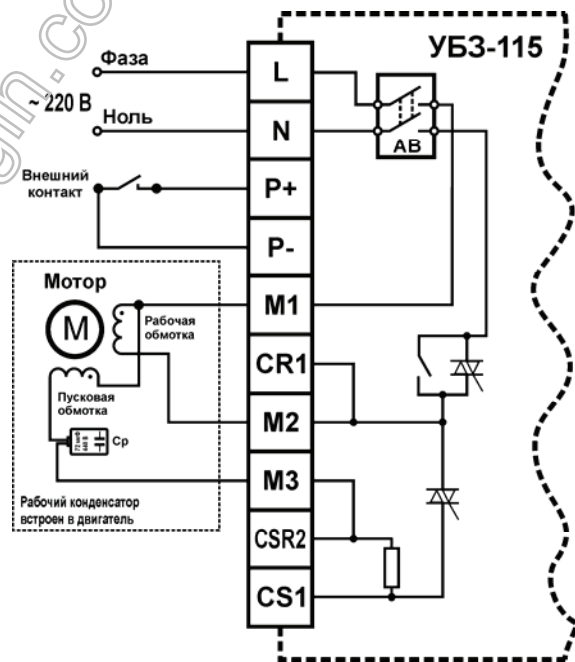 УБЗ-115
Фаза
~ 220 В
Ноль
Внешний
контакт
L
N
P+
P-
M1
CR1
M2
M3
CSR2
CS1
АВ
Мотор
М
Рабочая
обмотка
Пусковая
обмотка
Ср
Рабочий конденсатор
встроен в двигатель